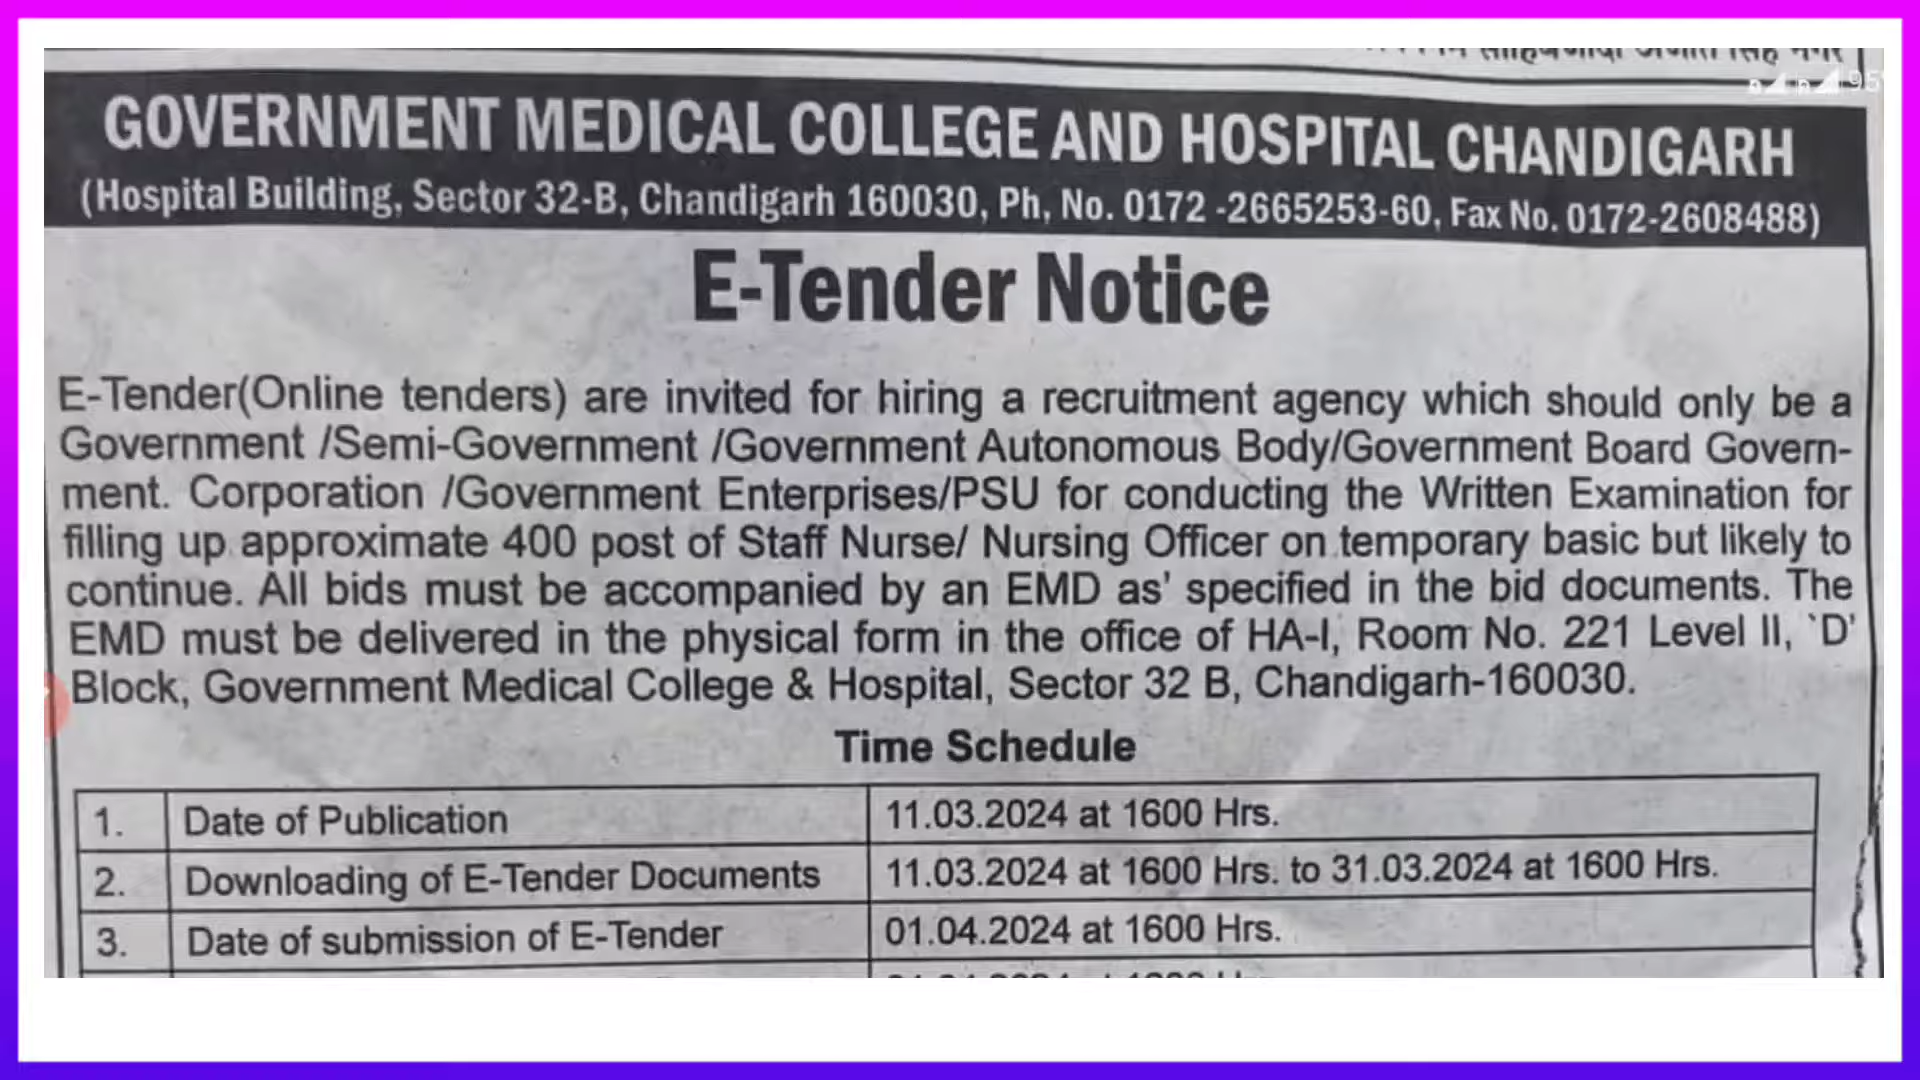 GOVERNMENT MEDICAL COLLEGE AND HOSPITAL CHANDIGARH
(Hospital Building, Sector 32-B, Chandigarh 160030, Ph, No. 0172 -2665253-60, Fax No. 0172-2608488)
E-Tender Notice
E-Tender(Online tenders) are invited for hiring a recruitment agency which should only be a
Government /Semi-Government /Government Autonomous Body/Government Board Govern-
ment. Corporation /Government Enterprises/PSU for conducting the Written Examination for
filling up approximate 400 post of Staff Nurse/ Nursing Officer on temporary basic but likely to
continue. All bids must be accompanied by an EMD as' specified in the bid documents. The
EMD must be delivered in the physical form in the office of HA-I, Room No. 221 Level II, `D'
Block, Government Medical College & Hospital, Sector 32 B, Chandigarh-160030.
Time Schedule
1. Date of Publication 11.03.2024 at 1600 Hrs.
2. Downloading of E-Tender Documents 11.03.2024 at 1600 Hrs. to 31.03.2024 at 1600 Hrs.
3. Date of submission of E-Tender 01.04.2024 at 1600 Hrs.